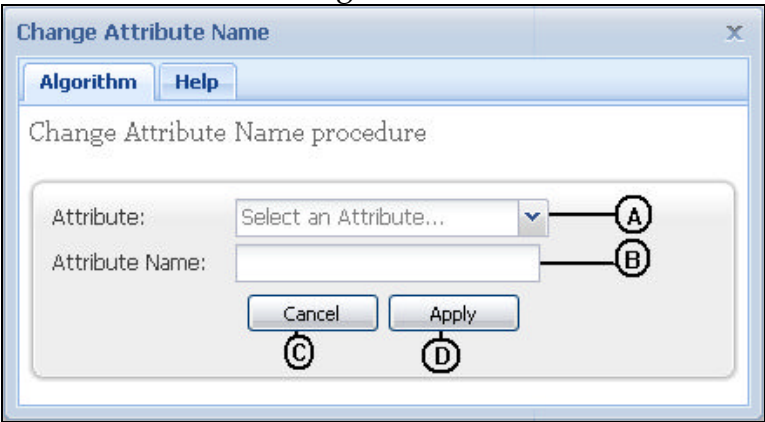 Change Attribute Name x
Algorithm Help
Change Attribute Name procedure
Attribute: Select an Attribute... A
Attribute Name: B
Cancel Apply
C D